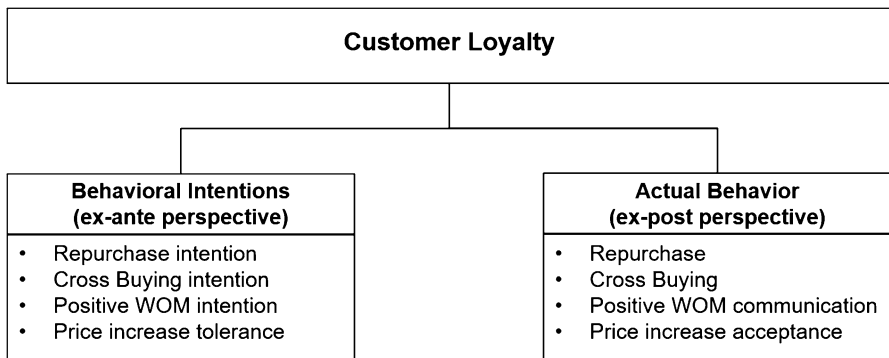 Customer Loyalty
Behavioral Intentions
(ex-ante perspective)
• Repurchase intention
• Cross Buying intention
• Positive WOM intention
• Price increase tolerance
Actual Behavior
(ex-post perspective)
• Repurchase
• Cross Buying
• Positive WOM communication
• Price increase acceptance